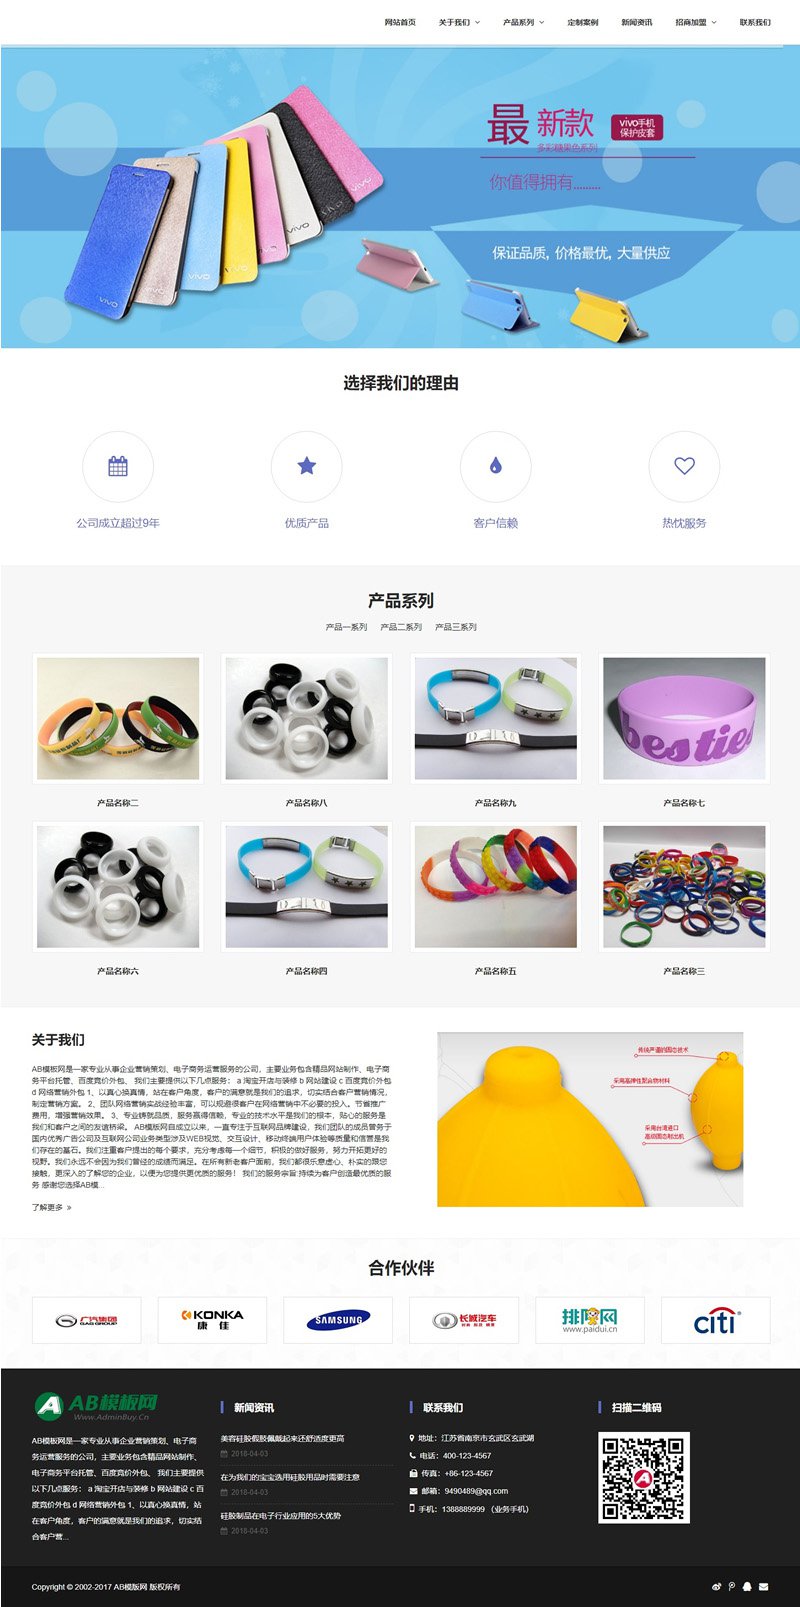 网站首页 关于我们 产品系列 定制案例 新闻资讯 招商加盟 联系我们
最新款 vivo手机保护皮套
多彩糖果色系列
你值得拥有.........
保证品质, 价格最优, 大量供应
VIVO VIVO VIVO VIVO VIVO VIVO
选择我们的理由
公司成立超过9年 优质产品 客户信赖 热忱服务
产品系列
产品一系列 产品二系列 产品三系列
besties
产品名称二 产品名称八 产品名称九 产品名称七
产品名称六 产品名称四 产品名称五 产品名称三
关于我们
AB模板网是一家专业从事企业营销策划、电子商务运营服务的公司，主要业务包含精品网站制作、电子商
务平台托管、百度竞价外包、 我们主要提供以下几点服务： a 淘宝开店与装修 b 网站建设 c 百度竞价外包
d 网络营销外包 1、以真心换真情，站在客户角度，客户的满意就是我们的追求，切实结合客户营销情况，
制定营销方案。 2、团队网络营销实战经验丰富，可以规避很客户在网络营销中不必要的投入。节省推广
费用，增强营销效果。 3、专业铸就品质，服务赢得信赖，专业的技术水平是我们的根本，贴心的服务是
我们和客户之间的友谊桥梁。 AB模板网自成立以来，一直专注于互联网品牌建设，我们团队的成员曾务于
国内优秀广告公司及互联网公司业务类型涉及WEB视觉、交互设计、移动终端用户体验等质量和信誉是我
们存在的基石。我们注重客户提出的每个要求，充分考虑每一个细节，积极的做好服务，努力开拓更好的
视野。我们永远不会因为我们曾经的成绩而满足。在所有新老客户面前，我们都很乐意虚心、朴实的跟您
接触，更深入的了解您的企业，以便为您提供更优质的服务！ 我们的服务宗旨:持续为客户创造最优质的服
务 感谢您选择AB模...
了解更多 »
传统严谨的固态技术
采用高弹性聚合物材料
采用台湾进口
高级固态射出机
合作伙伴
广汽集团 GAC GROUP
KONKA 康佳
SAMSUNG
长城汽车
排队网 www.paidui.cn
citi
AB模板网
Www.AdminBuy.Cn
AB模板网是一家专业从事企业营销策划、电子商
务运营服务的公司，主要业务包含精品网站制作、
电子商务平台托管、百度竞价外包、 我们主要提供
以下几点服务： a 淘宝开店与装修 b 网站建设 c 百
度竞价外包 d 网络营销外包 1、以真心换真情，站
在客户角度，客户的满意就是我们的追求，切实结
合客户营...
新闻资讯
美容硅胶假肢佩戴起来还舒适度更高
2018-04-03
在为我们的宝宝选用硅胶用品时需要注意
2018-04-03
硅胶制品在电子行业应用的5大优势
2018-04-03
联系我们
地址：江苏省南京市玄武区玄武湖
电话：400-123-4567
传真：+86-123-4567
邮箱：9490489@qq.com
手机：1388889999 （业务手机）
扫描二维码
Copyright © 2002-2017 AB模版网 版权所有